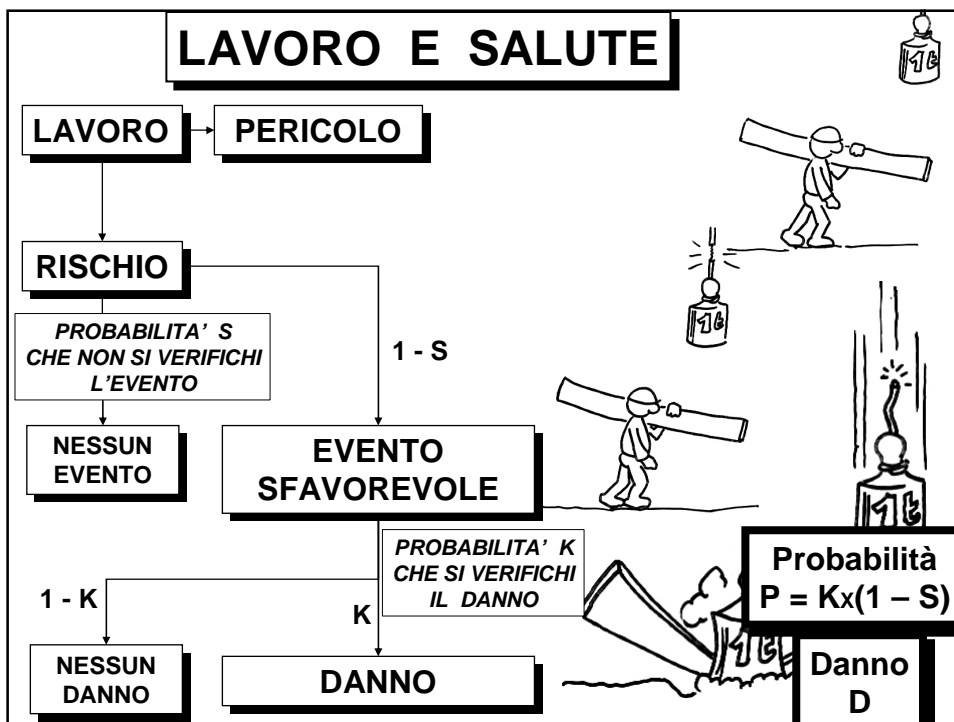 LAVORO E SALUTE
1t
LAVORO
PERICOLO
RISCHIO
1t
PROBABILITA' S
CHE NON SI VERIFICHI
L'EVENTO
1 - S
NESSUN
EVENTO
EVENTO
SFAVOREVOLE
1t
PROBABILITA' K
CHE SI VERIFICHI
IL DANNO
Probabilità
P = Kx(1 – S)
1 - K
K
1t
NESSUN
DANNO
DANNO
Danno
D